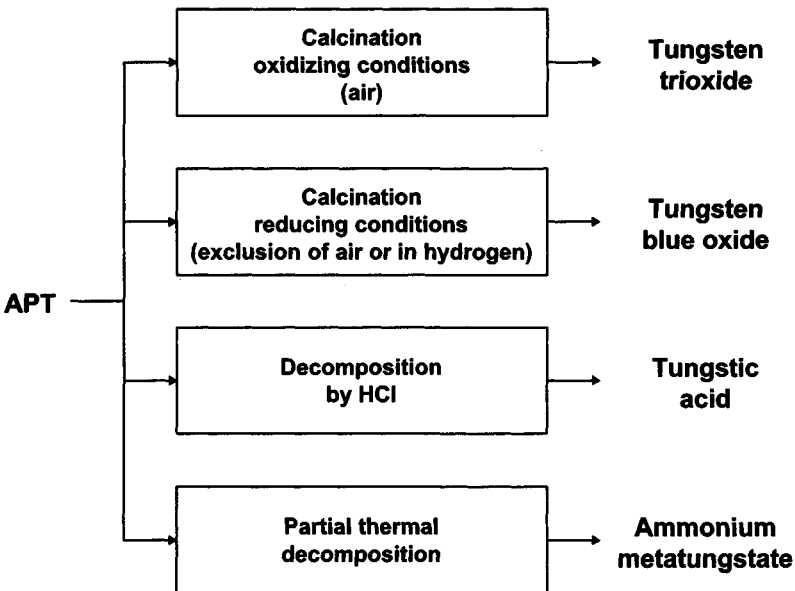 Calcination
oxidizing conditions
(air)
Tungsten
trioxide
Calcination
reducing conditions
(exclusion of air or in hydrogen)
Tungsten
blue oxide
APT
Decomposition
by HCl
Tungstic
acid
Partial thermal
decomposition
Ammonium
metatungstate